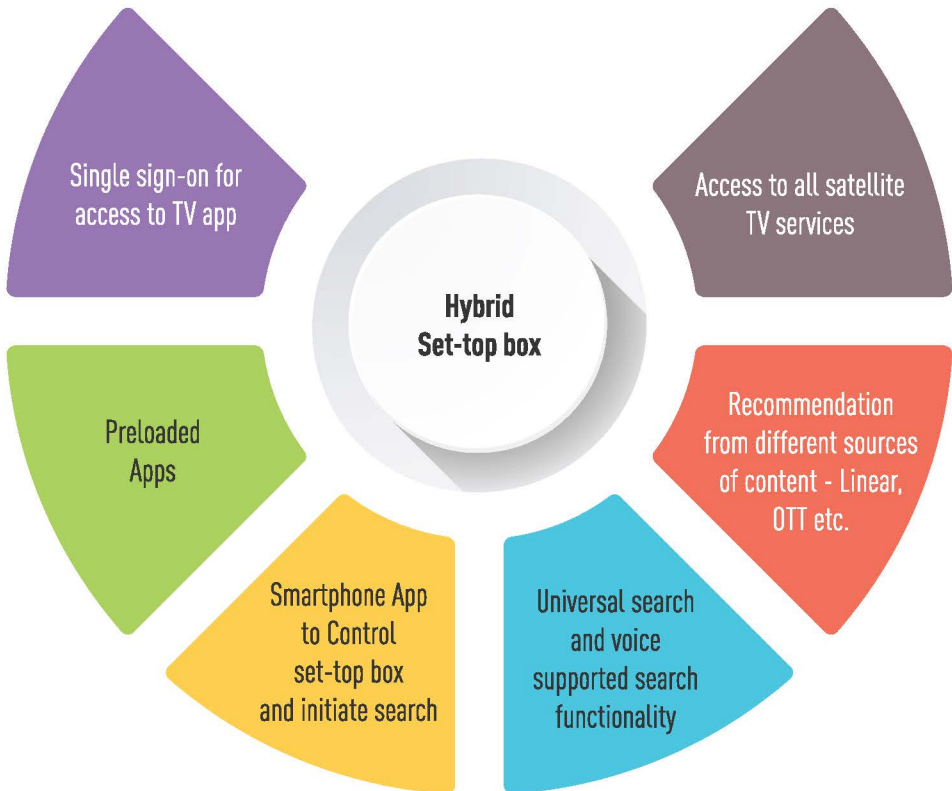 Single sign-on for
access to TV app
Access to all satellite
TV services
Hybrid
Set-top box
Preloaded
Apps
Recommendation
from different sources
of content - Linear,
OTT etc.
Smartphone App
to Control
set-top box
and initiate search
Universal search
and voice
supported search
functionality